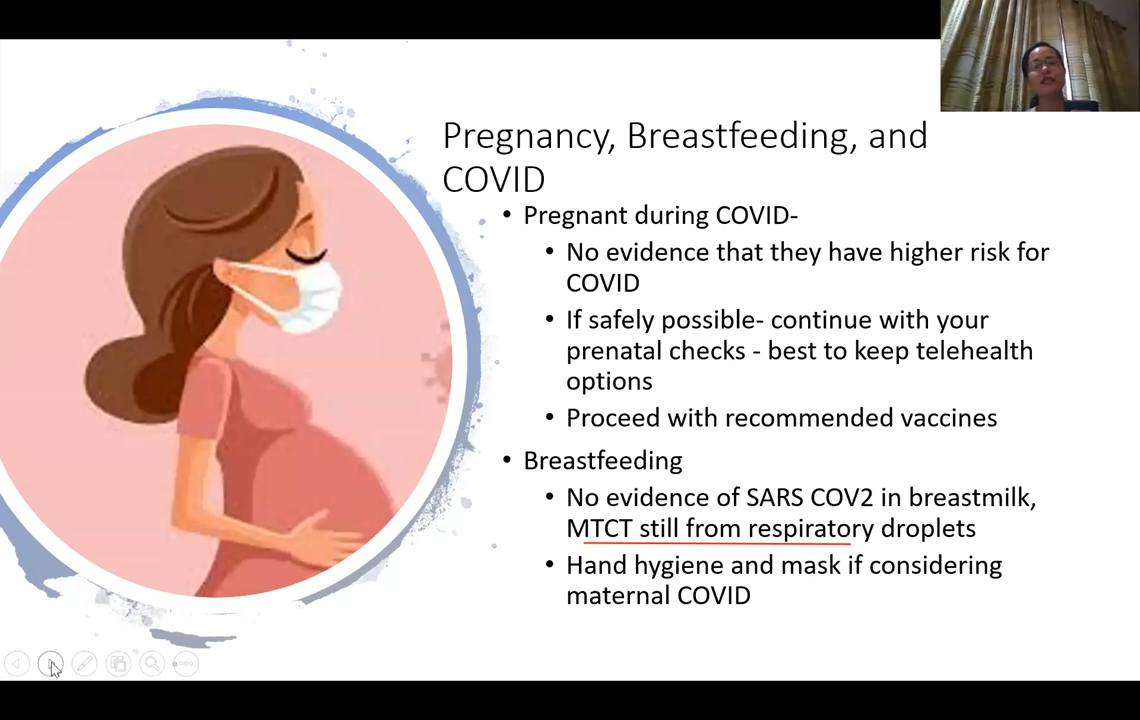 Pregnancy, Breastfeeding, and
COVID
• Pregnant during COVID-
• No evidence that they have higher risk for
COVID
• If safely possible- continue with your
prenatal checks - best to keep telehealth
options
• Proceed with recommended vaccines
• Breastfeeding
• No evidence of SARS COV2 in breastmilk,
MTCT still from respiratory droplets
• Hand hygiene and mask if considering
maternal COVID